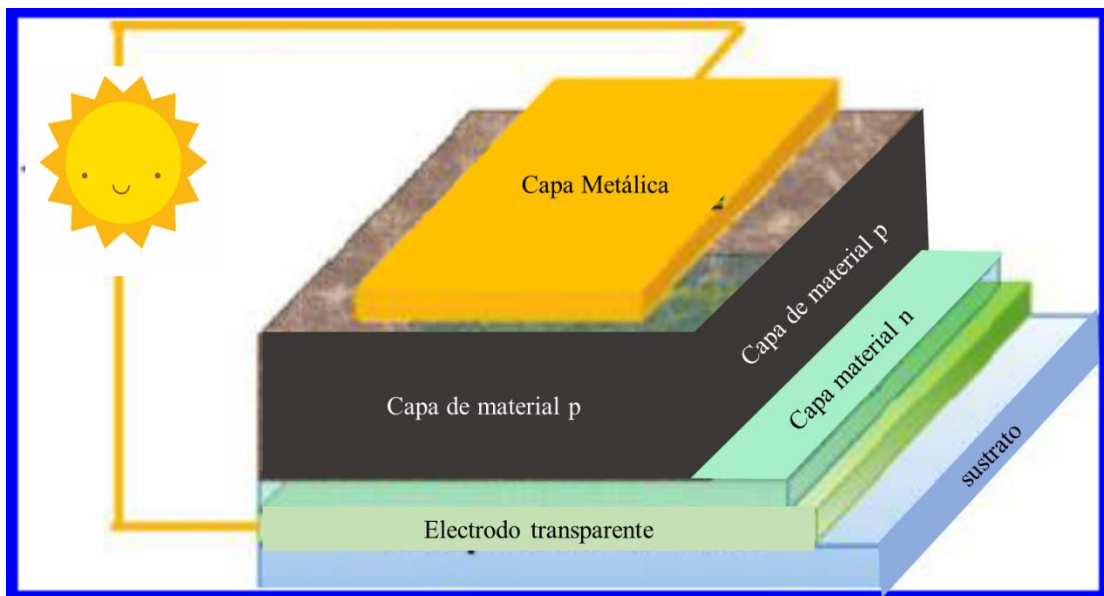 Capa Metálica
Capa de material p
Capa de material p
Capa material n
Electrodo transparente
sustrato